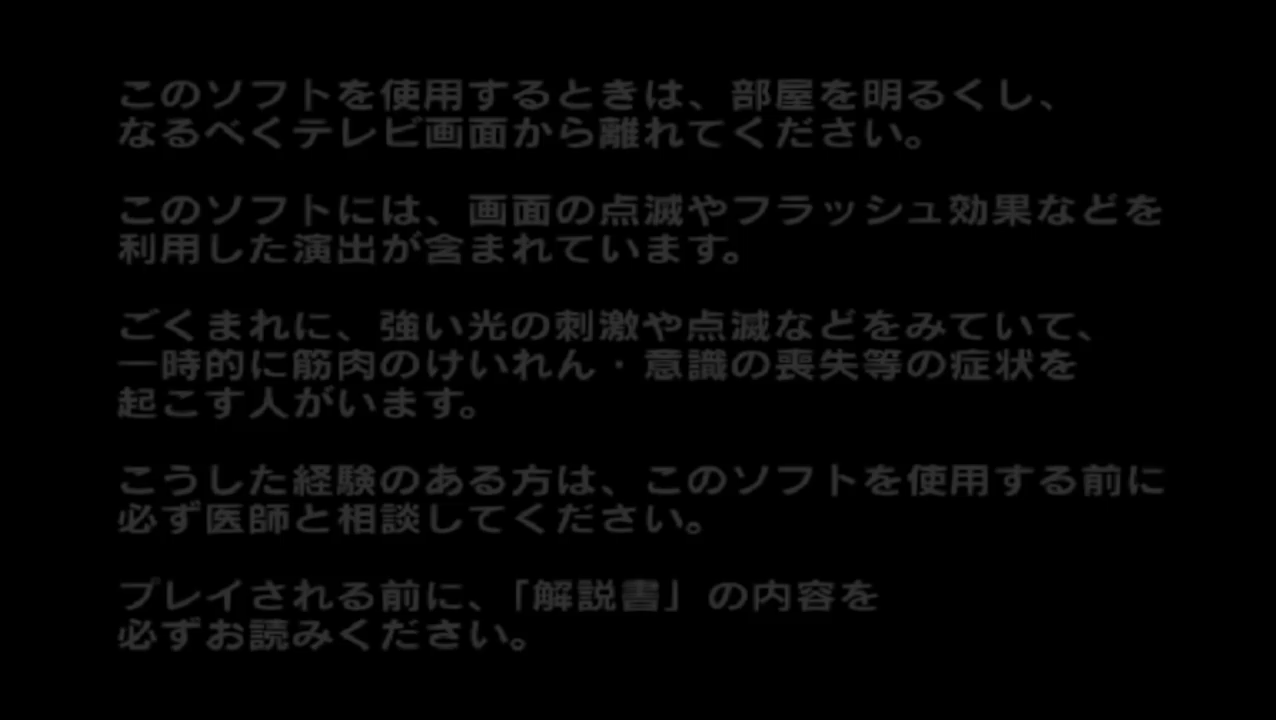 このソフトを使用するときは、部屋を明るくし、
なるべくテレビ画面から離れてください。
このソフトには、画面の点滅やフラッシュ効果などを
利用した演出が含まれています。
ごくまれに、強い光の刺激や点滅などをみていて、
一時的に筋肉のけいれん・意識の喪失等の症状を
起こす人がいます。
こうした経験のある方は、このソフトを使用する前に
必ず医師と相談してください。
プレイされる前に、「解説書」の内容を
必ずお読みください。